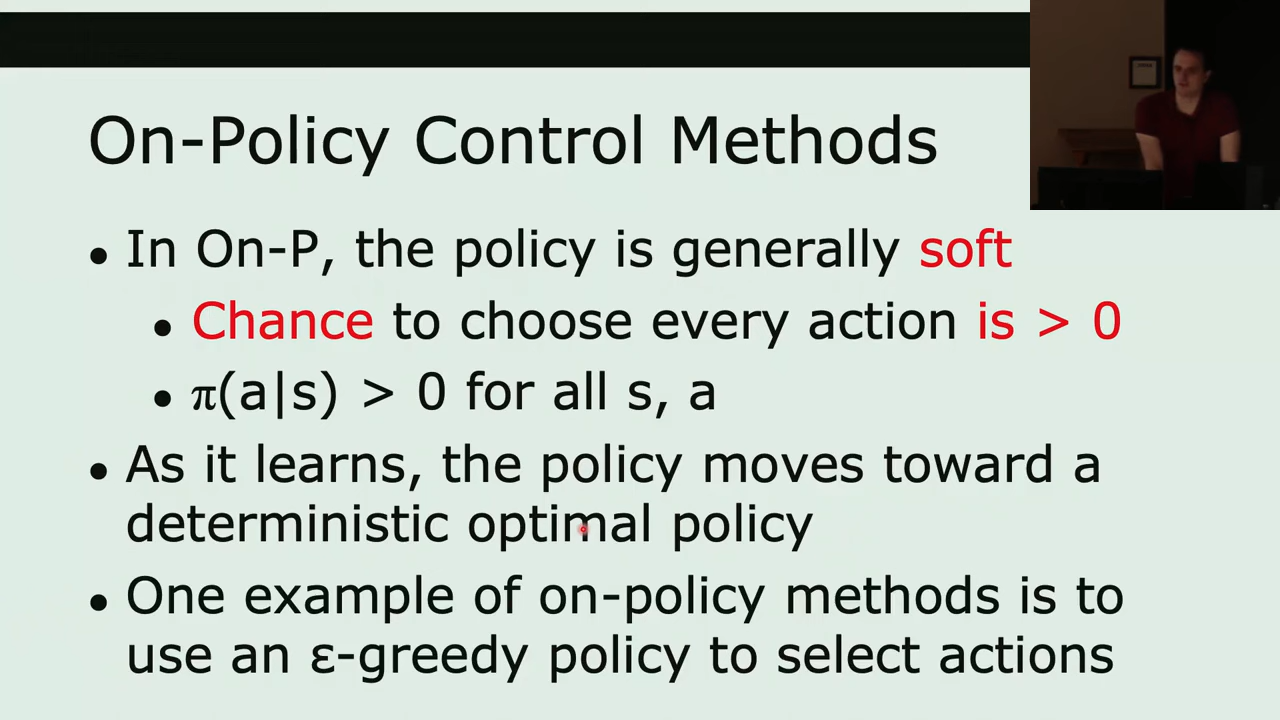 On-Policy Control Methods
• In On-P, the policy is generally soft
• Chance to choose every action is > 0
• π(a|s) > 0 for all s, a
• As it learns, the policy moves toward a
deterministic optimal policy
• One example of on-policy methods is to
use an ε-greedy policy to select actions